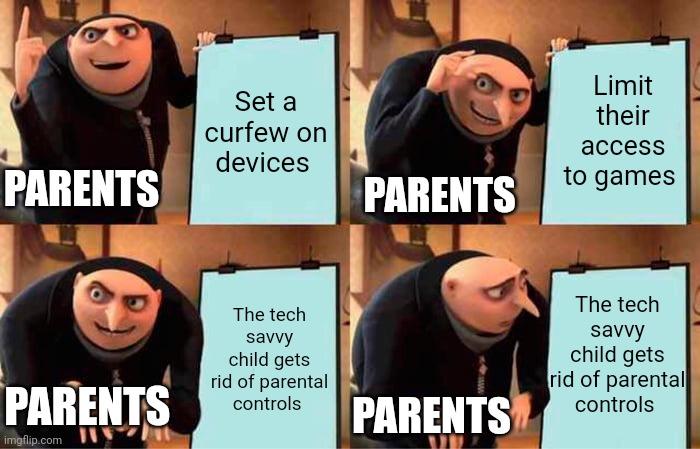 Set a
curfew on
devices
PARENTS
Limit
their
access
to games
PARENTS
The tech
savvy
child gets
rid of parental
controls
PARENTS
The tech
savvy
child gets
rid of parental
controls
PARENTS
imgflip.com